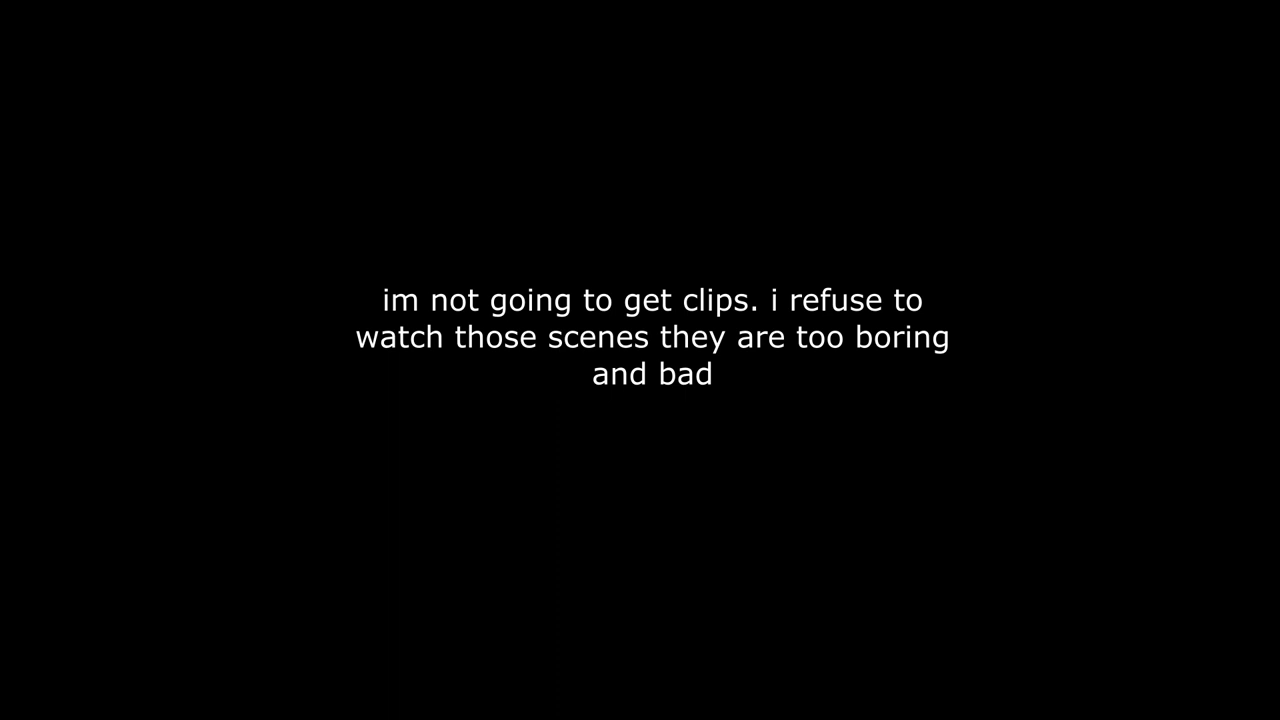 im not going to get clips. i refuse to
watch those scenes they are too boring
and bad